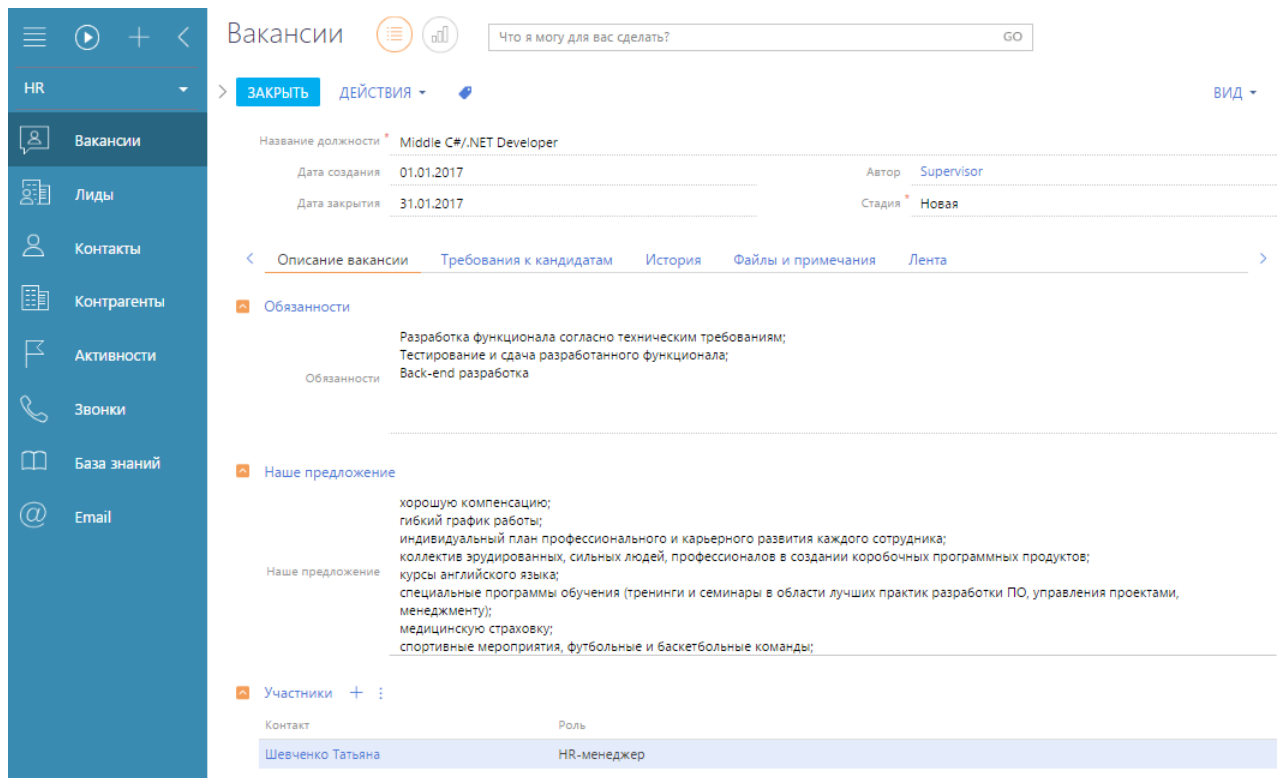 Вакансии
Что я могу для вас сделать? GO
HR
ЗАКРЫТЬ ДЕЙСТВИЯ ВИД
Вакансии
Лиды
Контакты
Контрагенты
Активности
Звонки
База знаний
Email
Название должности * Middle C#/.NET Developer
Дата создания 01.01.2017 Автор Supervisor
Дата закрытия 31.01.2017 Стадия * Новая
Описание вакансии Требования к кандидатам История Файлы и примечания Лента
Обязанности
Разработка функционала согласно техническим требованиям;
Тестирование и сдача разработанного функционала;
Back-end разработка
Обязанности
Наше предложение
хорошую компенсацию;
гибкий график работы;
индивидуальный план профессионального и карьерного развития каждого сотрудника;
коллектив эрудированных, сильных людей, профессионалов в создании коробочных программных продуктов;
Наше предложение курсы английского языка;
специальные программы обучения (тренинги и семинары в области лучших практик разработки ПО, управления проектами,
менеджменту);
медицинскую страховку;
спортивные мероприятия, футбольные и баскетбольные команды;
Участники
Контакт Роль
Шевченко Татьяна HR-менеджер